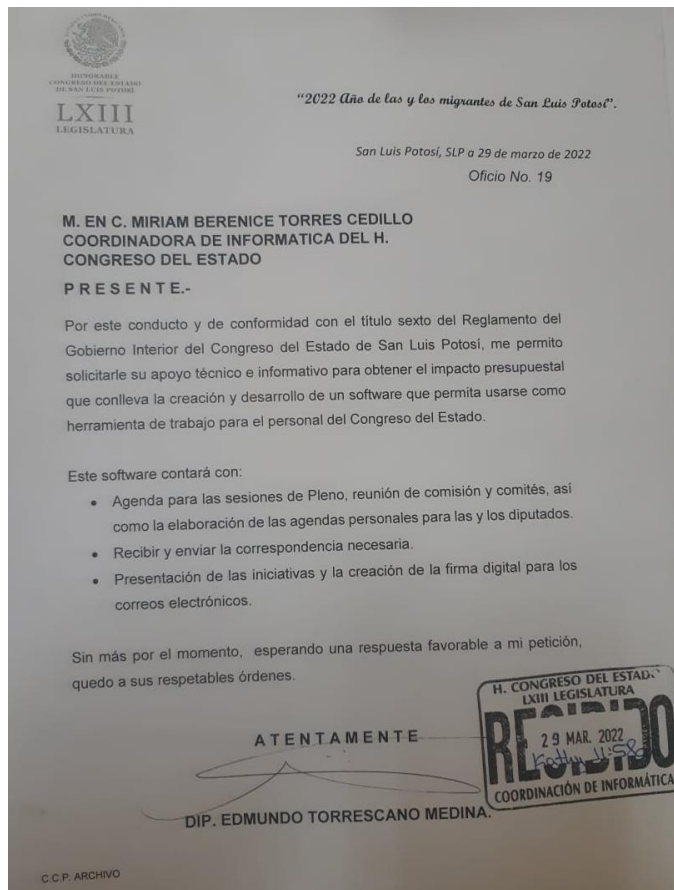 HONORABLE
CONGRESO DEL ESTADO
DE SAN LUIS POTOSÍ
LXIII
LEGISLATURA
“2022 Año de las y los migrantes de San Luis Potosí”.
San Luis Potosí, SLP a 29 de marzo de 2022
Oficio No. 19
M. EN C. MIRIAM BERENICE TORRES CEDILLO
COORDINADORA DE INFORMATICA DEL H.
CONGRESO DEL ESTADO
P R E S E N T E.-
Por este conducto y de conformidad con el título sexto del Reglamento del
Gobierno Interior del Congreso del Estado de San Luis Potosí, me permito
solicitarle su apoyo técnico e informativo para obtener el impacto presupuestal
que conlleva la creación y desarrollo de un software que permita usarse como
herramienta de trabajo para el personal del Congreso del Estado.
Este software contará con:
• Agenda para las sesiones de Pleno, reunión de comisión y comités, así
como la elaboración de las agendas personales para las y los diputados.
• Recibir y enviar la correspondencia necesaria.
• Presentación de las iniciativas y la creación de la firma digital para los
correos electrónicos.
Sin más por el momento, esperando una respuesta favorable a mi petición,
quedo a sus respetables órdenes.
H. CONGRESO DEL ESTADO
LXIII LEGISLATURA
RECIBIDO
29 MAR. 2022
Kathy 11:58
COORDINACIÓN DE INFORMÁTICA
A T E N T A M E N T E
DIP. EDMUNDO TORRESCANO MEDINA.
C.C.P. ARCHIVO